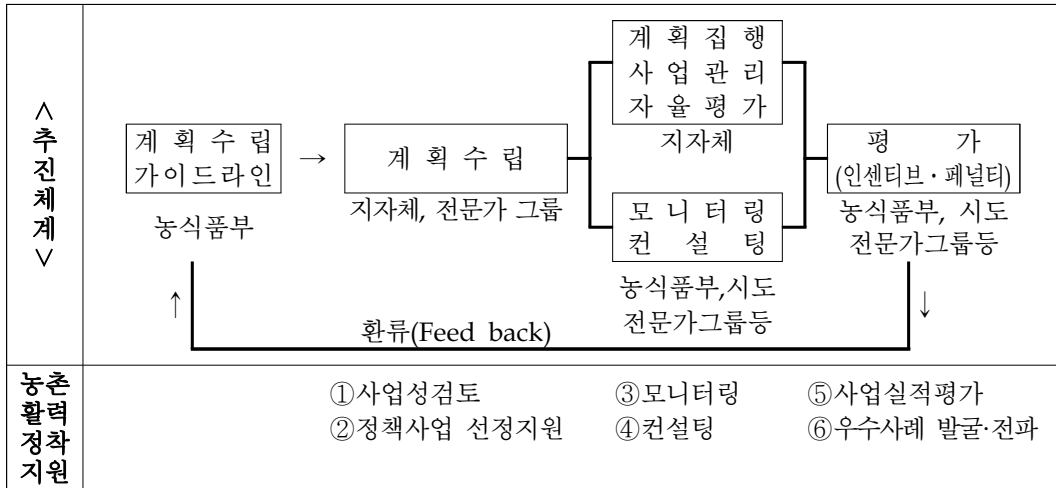 <추진체계>
계 획 수 립
가이드라인
농식품부
→
계 획 수 립
지자체, 전문가 그룹
계 획 집 행
사 업 관 리
자 율 평 가
지자체
모 니 터 링
컨 설 팅
농식품부,시도
전문가그룹등
평 가
(인센티브·페널티)
농식품부, 시도
전문가그룹등
↑
환류(Feed back)
↓
농촌
활력
정착
지원
①사업성검토
②정책사업 선정지원
③모니터링
④컨설팅
⑤사업실적평가
⑥우수사례 발굴·전파